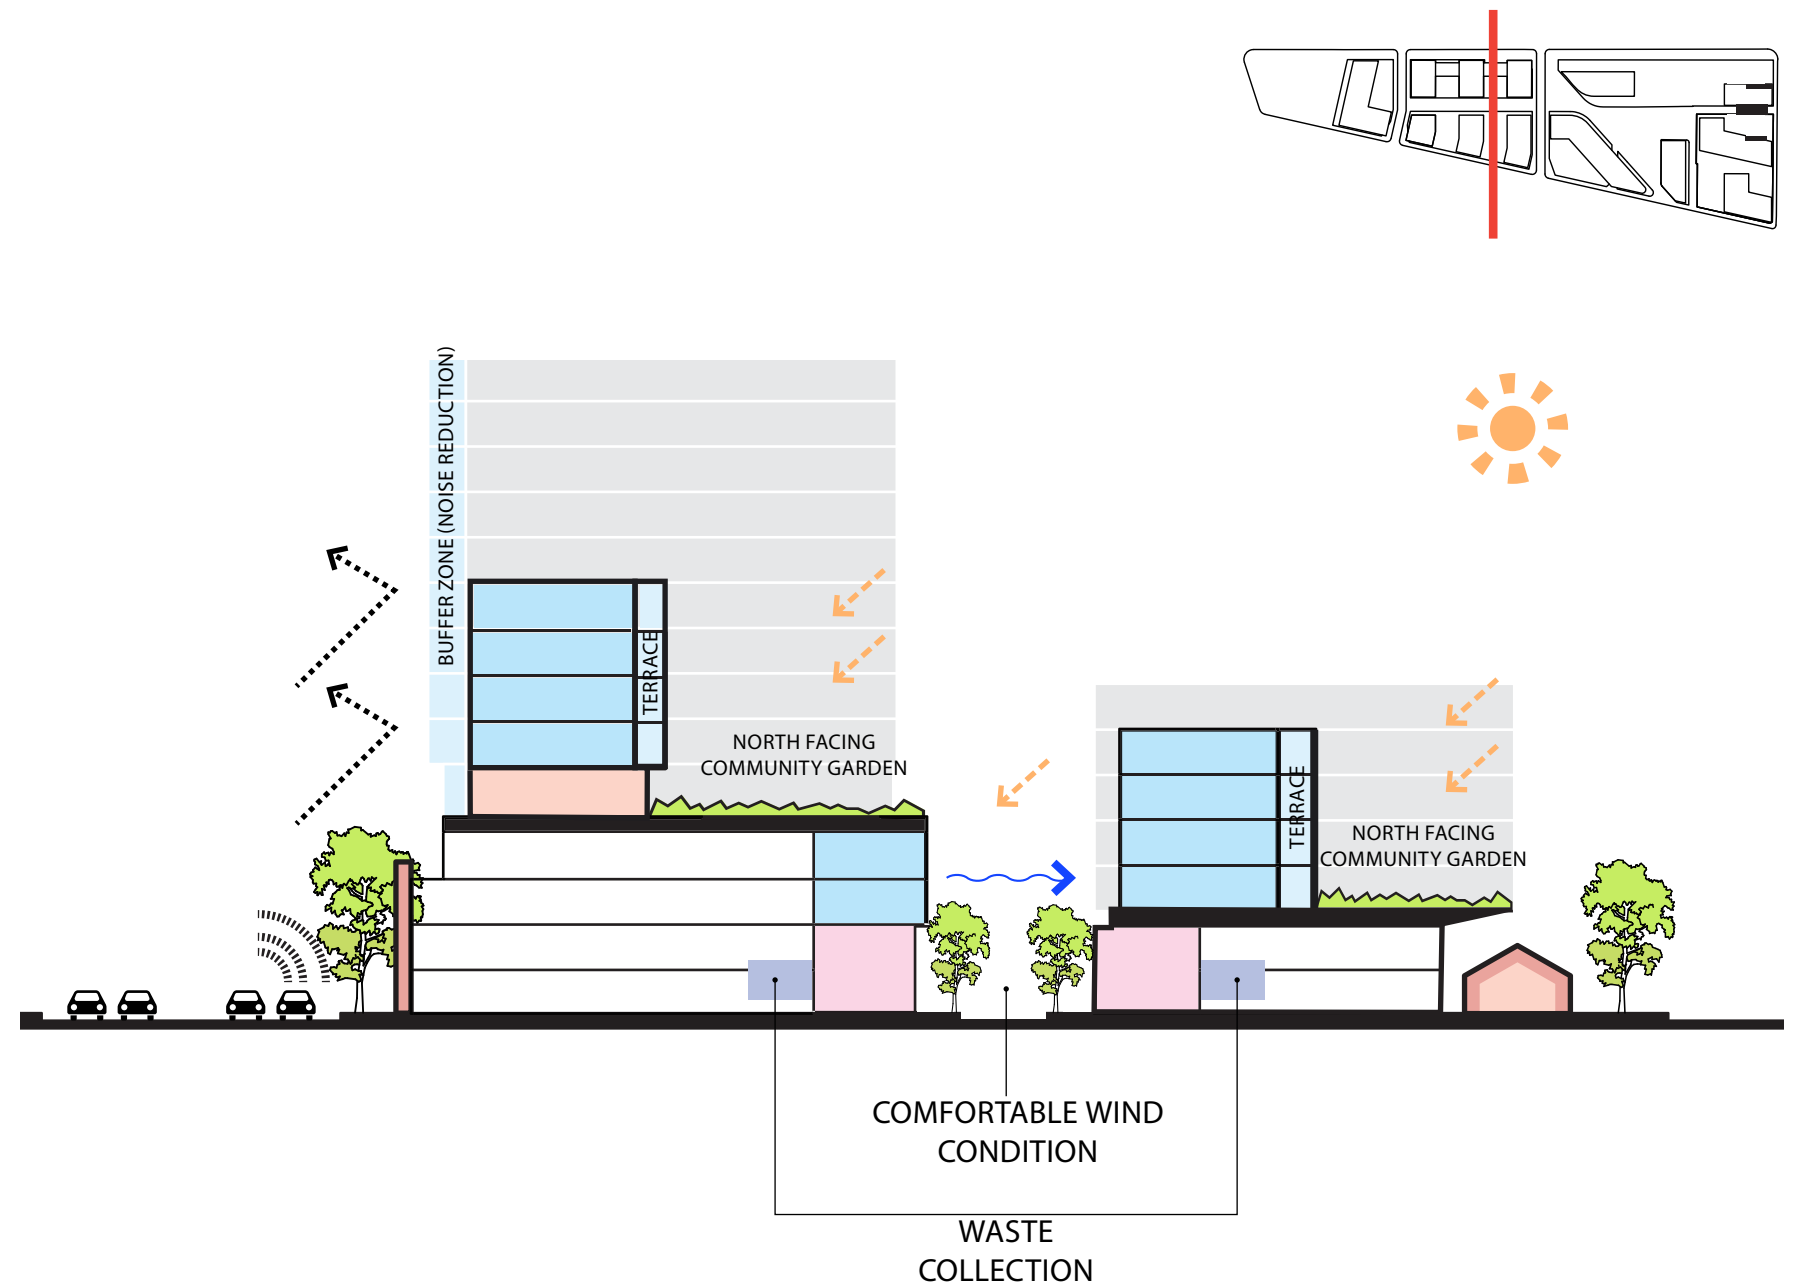 BUFFER ZONE (NOISE REDUCTION)
TERRACE
NORTH FACING
COMMUNITY GARDEN
TERRACE
NORTH FACING
COMMUNITY GARDEN
COMFORTABLE WIND
CONDITION
WASTE
COLLECTION